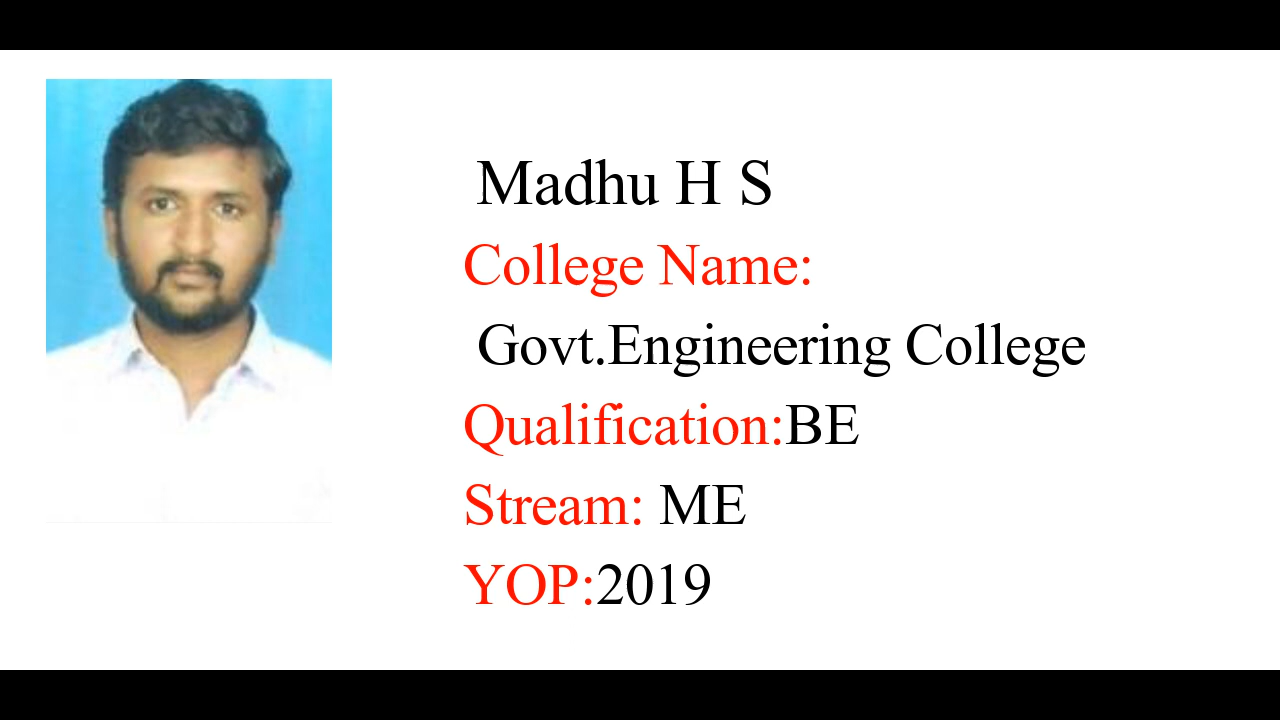 Madhu H S
College Name:
Govt.Engineering College
Qualification:BE
Stream: ME
YOP:2019